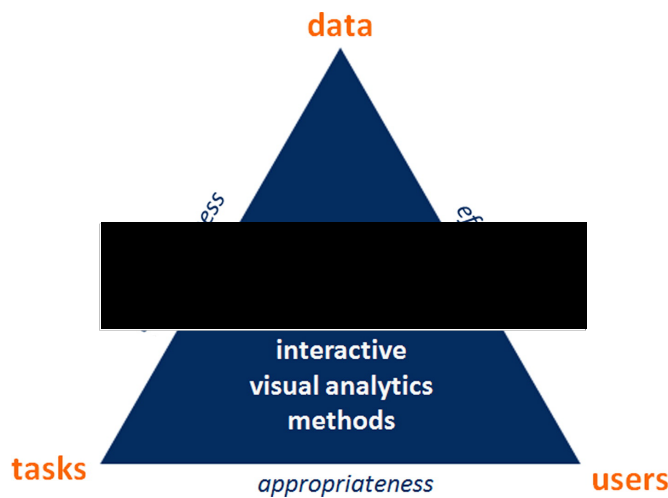 data
interactive
visual analytics
methods
tasks
users
appropriateness